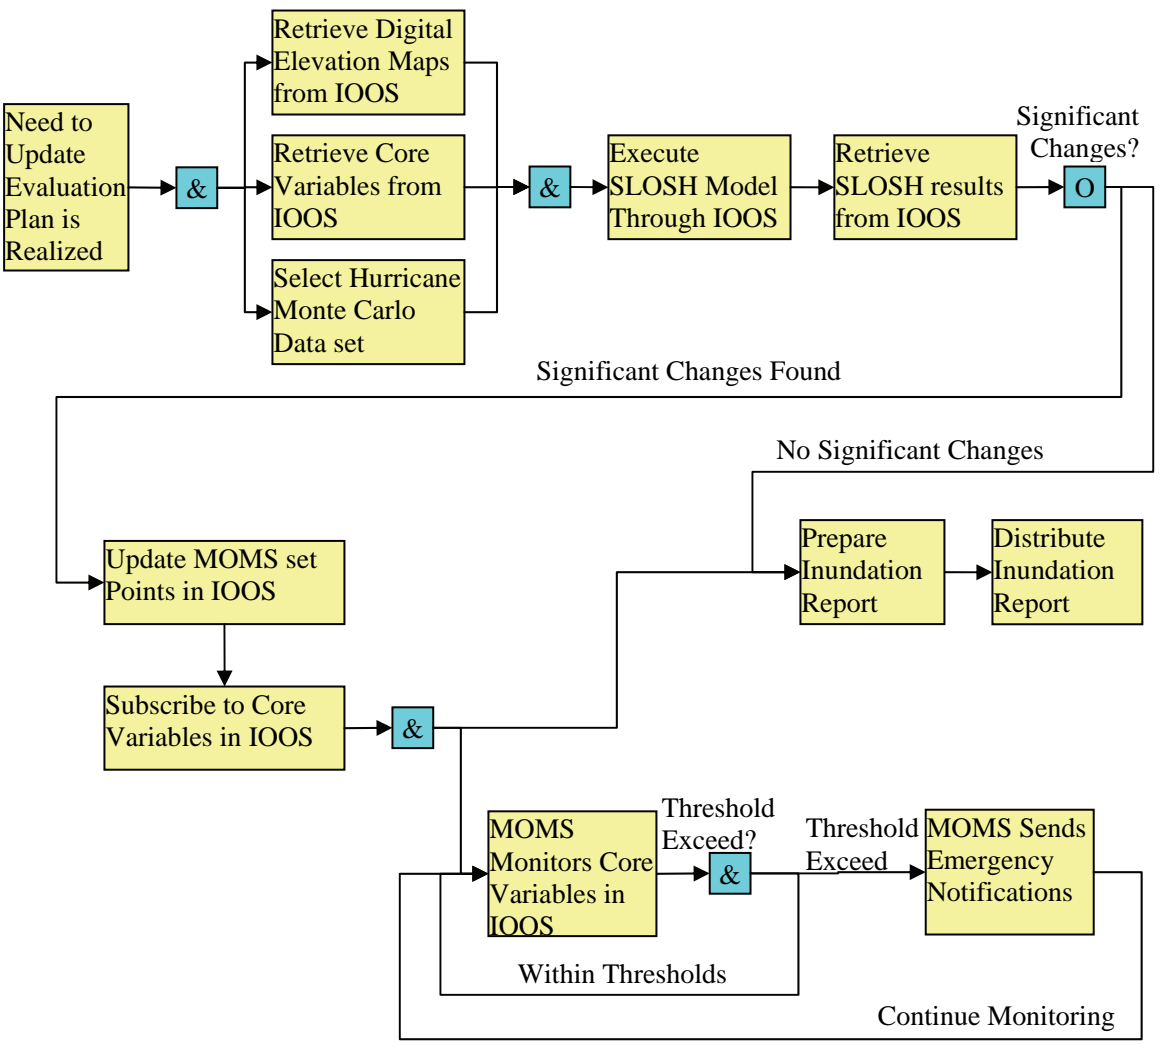 Retrieve Digital
Elevation Maps
from IOOS
Need to
Update
Evaluation
Plan is
Realized
&
Retrieve Core
Variables from
IOOS
Select Hurricane
Monte Carlo
Data set
&
Execute
SLOSH Model
Through IOOS
Retrieve
SLOSH results
from IOOS
Significant
Changes?
O
Significant Changes Found
No Significant Changes
Update MOMS set
Points in IOOS
Prepare
Inundation
Report
Distribute
Inundation
Report
Subscribe to Core
Variables in IOOS
&
MOMS
Monitors Core
Variables in
IOOS
Threshold
Exceed?
&
Threshold
Exceed
MOMS Sends
Emergency
Notifications
Within Thresholds
Continue Monitoring